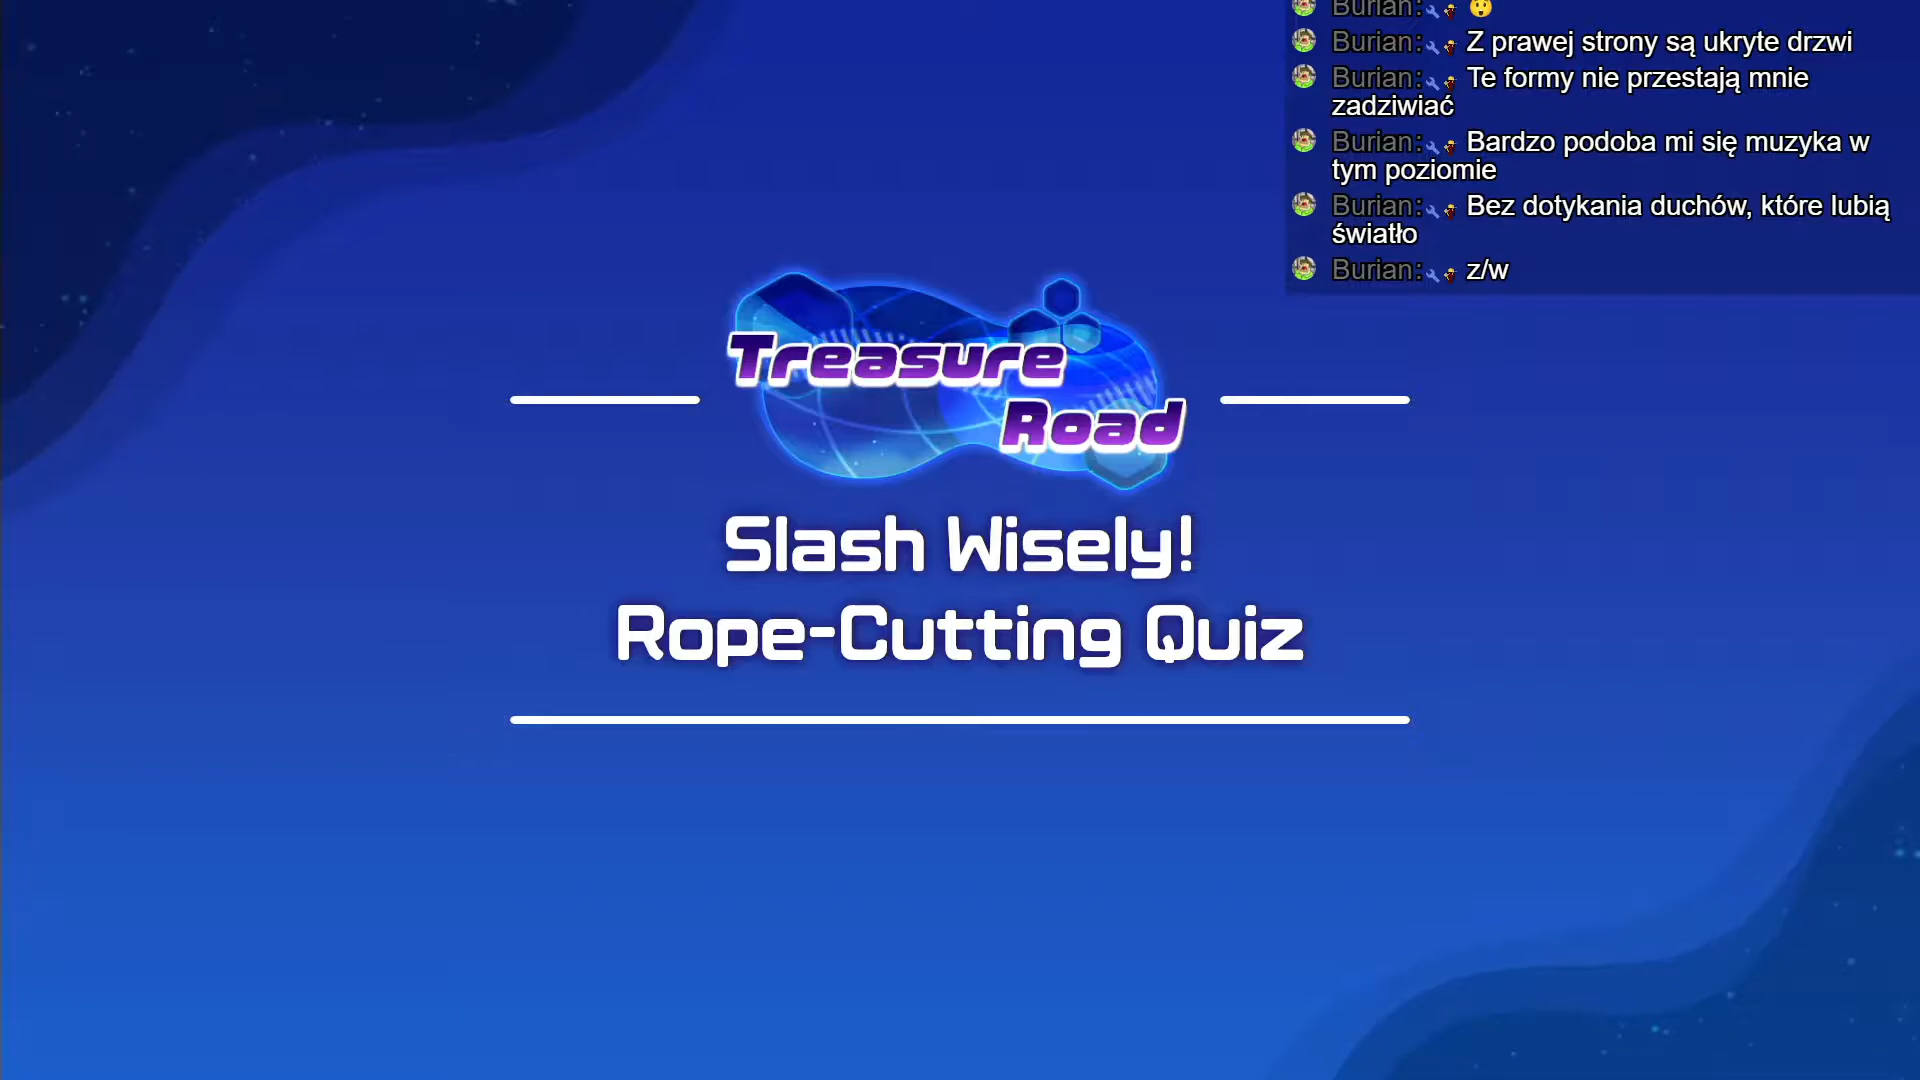 Burian: 😲
Burian: Z prawej strony są ukryte drzwi
Burian: Te formy nie przestają mnie
zadziwiać
Burian: Bardzo podoba mi się muzyka w
tym poziomie
Burian: Bez dotykania duchów, które lubią
światło
Burian: z/w
Treasure
Road
Slash Wisely!
Rope-Cutting Quiz